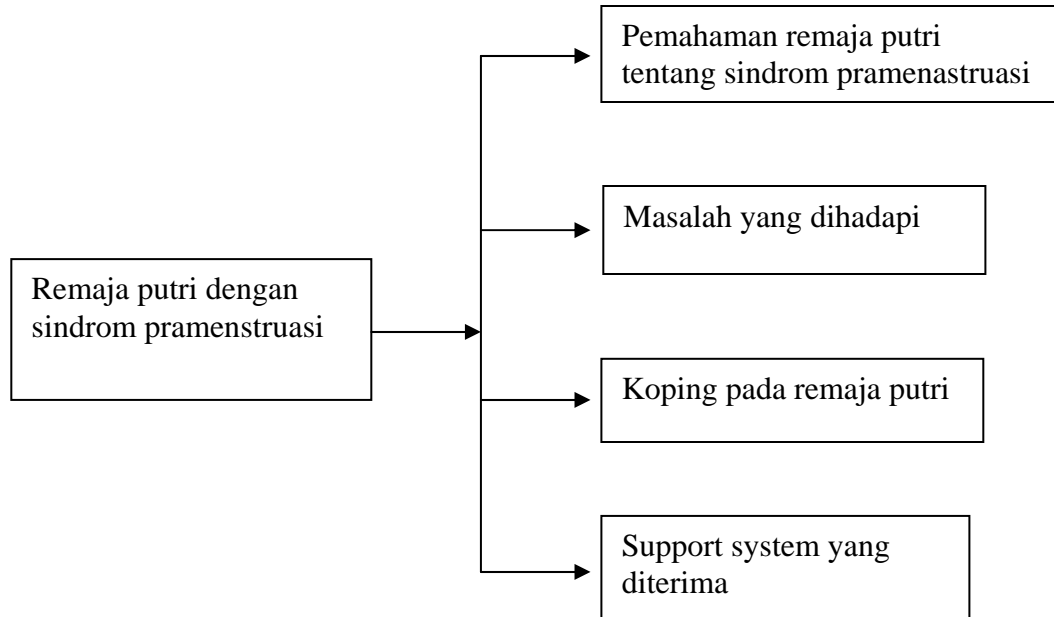 Pemahaman remaja putri
tentang sindrom pramenastruasi
Masalah yang dihadapi
Remaja putri dengan
sindrom pramenstruasi
Koping pada remaja putri
Support system yang
diterima